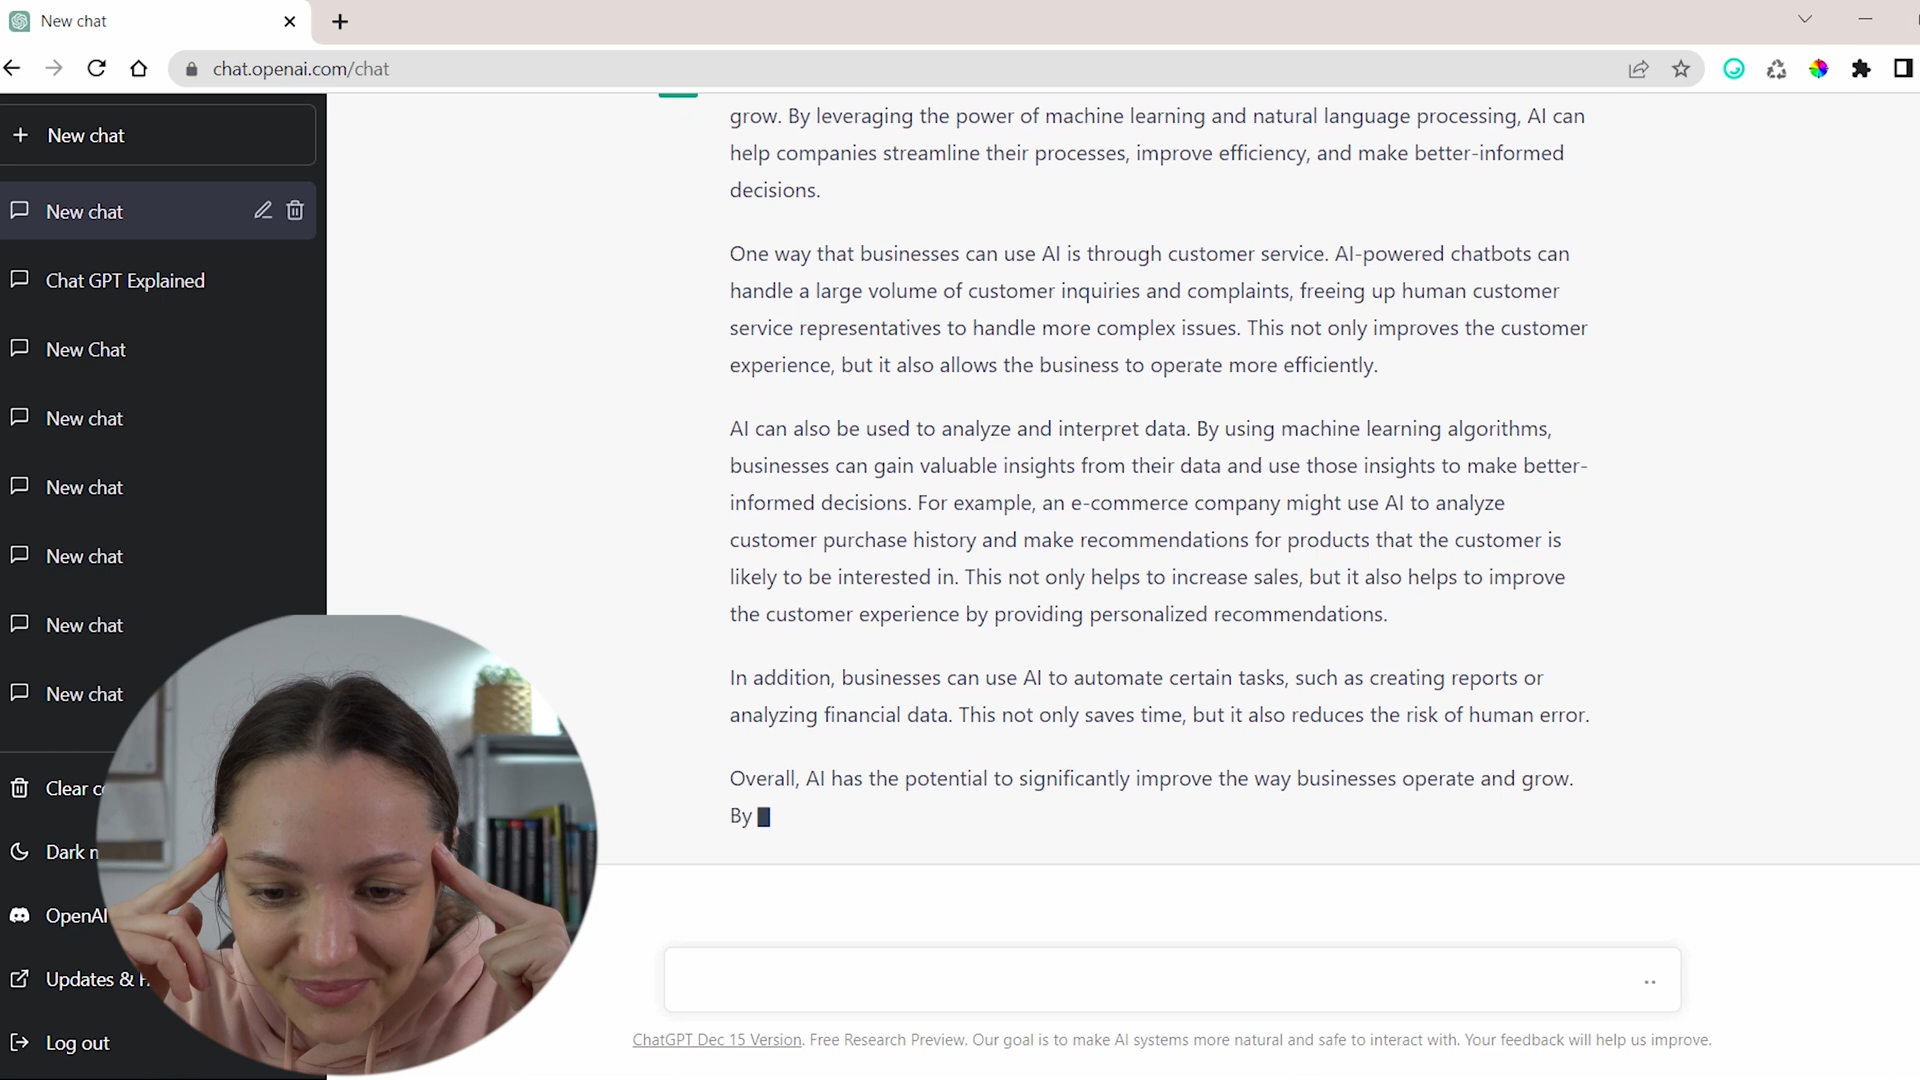 New chat
chat.openai.com/chat
New chat
New chat
Chat GPT Explained
New Chat
New chat
New chat
New chat
New chat
New chat
Clear c
Dark
OpenAI
Updates &
Log out
grow. By leveraging the power of machine learning and natural language processing, AI can
help companies streamline their processes, improve efficiency, and make better-informed
decisions.
One way that businesses can use AI is through customer service. AI-powered chatbots can
handle a large volume of customer inquiries and complaints, freeing up human customer
service representatives to handle more complex issues. This not only improves the customer
experience, but it also allows the business to operate more efficiently.
AI can also be used to analyze and interpret data. By using machine learning algorithms,
businesses can gain valuable insights from their data and use those insights to make better-
informed decisions. For example, an e-commerce company might use AI to analyze
customer purchase history and make recommendations for products that the customer is
likely to be interested in. This not only helps to increase sales, but it also helps to improve
the customer experience by providing personalized recommendations.
In addition, businesses can use AI to automate certain tasks, such as creating reports or
analyzing financial data. This not only saves time, but it also reduces the risk of human error.
Overall, AI has the potential to significantly improve the way businesses operate and grow.
By
ChatGPT Dec 15 Version. Free Research Preview. Our goal is to make AI systems more natural and safe to interact with. Your feedback will help us improve.